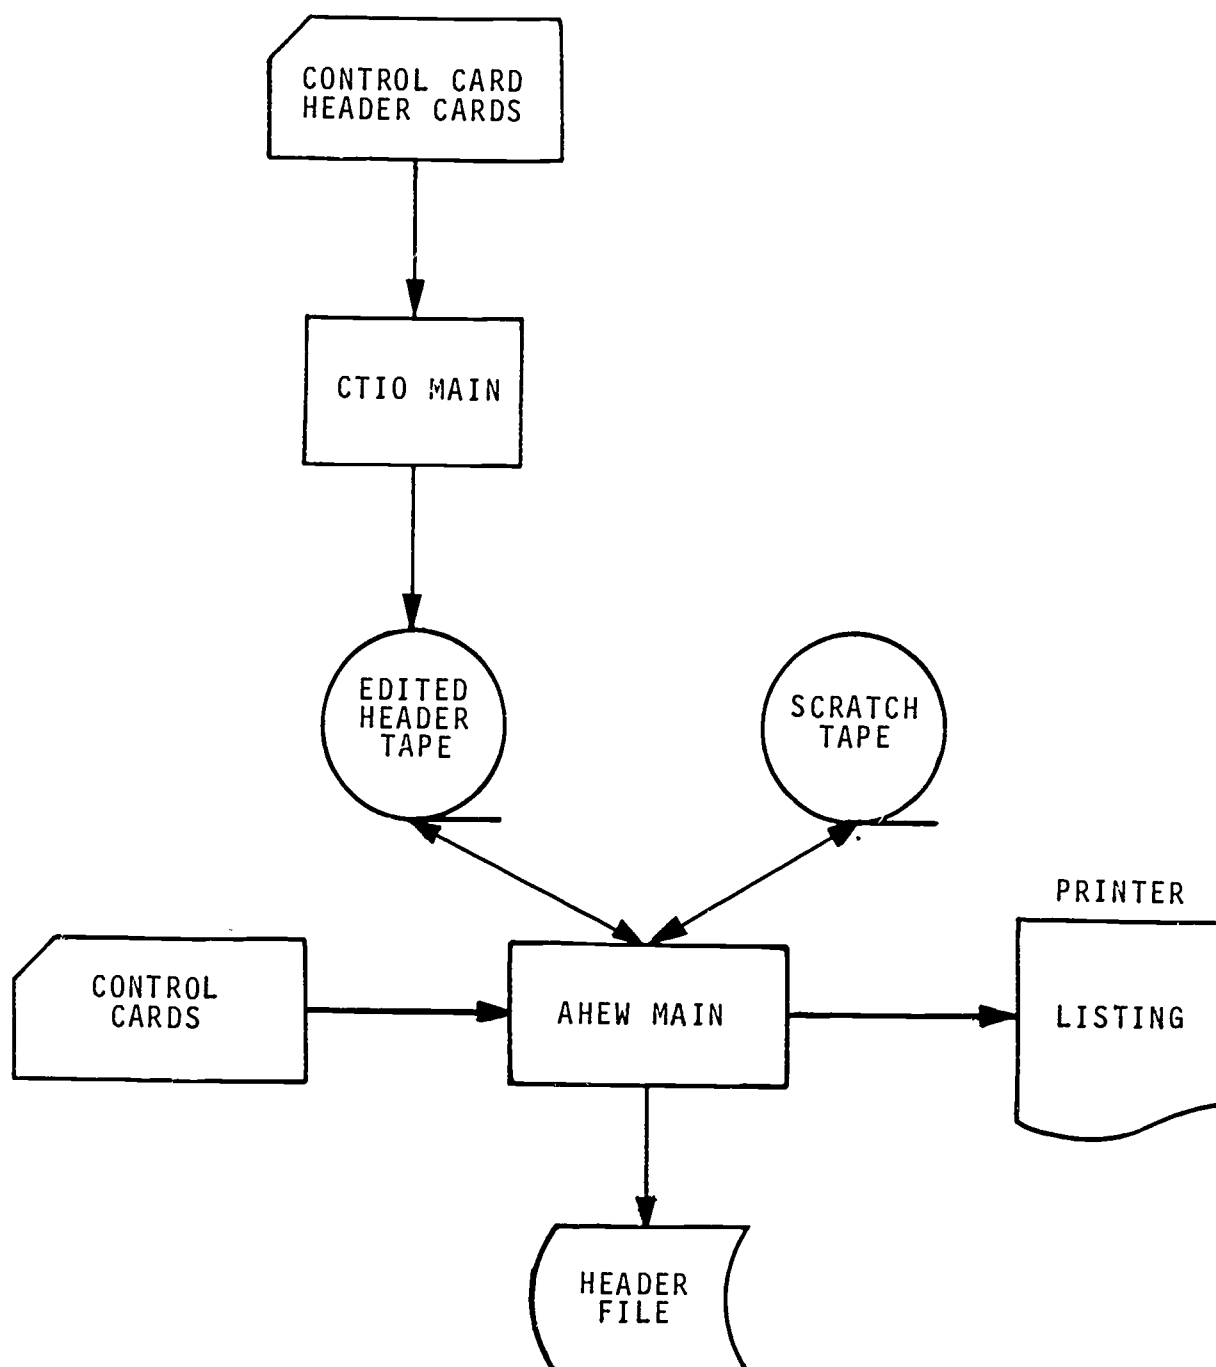 CONTROL CARD
HEADER CARDS
CTIO MAIN
EDITED
HEADER
TAPE
SCRATCH
TAPE
PRINTER
CONTROL
CARDS
AHEW MAIN
LISTING
HEADER
FILE